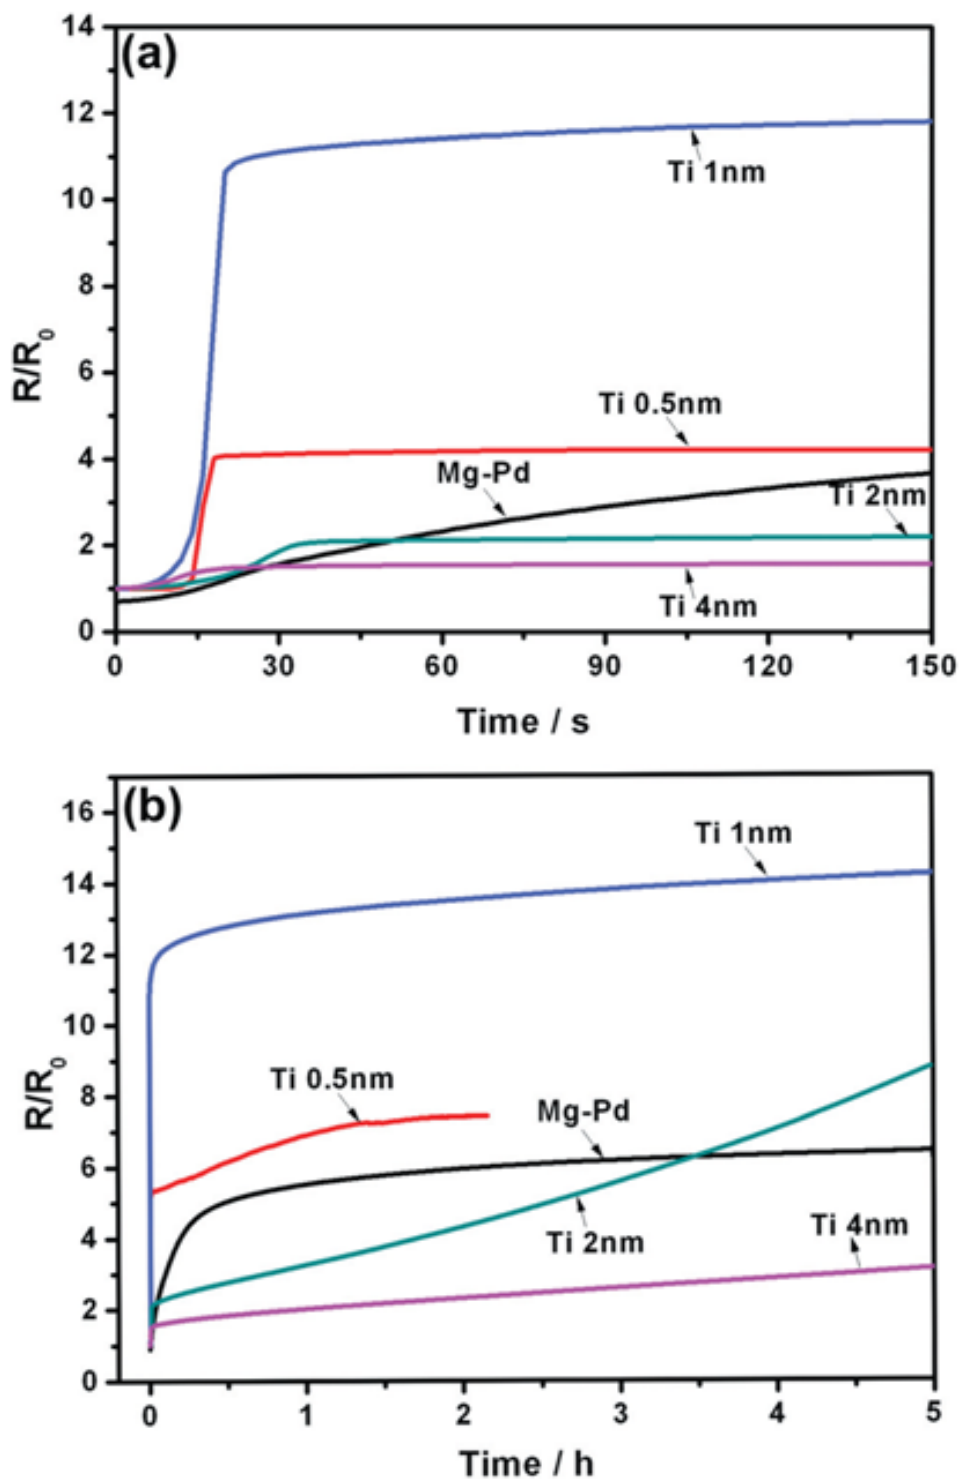 (a)
14
12
10
8
6
4
2
0
R/R0
Ti 1nm
Ti 0.5nm
Mg-Pd
Ti 2nm
Ti 4nm
0 30 60 90 120 150
Time / s
(b)
16
14
12
10
8
6
4
2
0
R/R0
Ti 1nm
Ti 0.5nm
Mg-Pd
Ti 2nm
Ti 4nm
0 1 2 3 4 5
Time / h